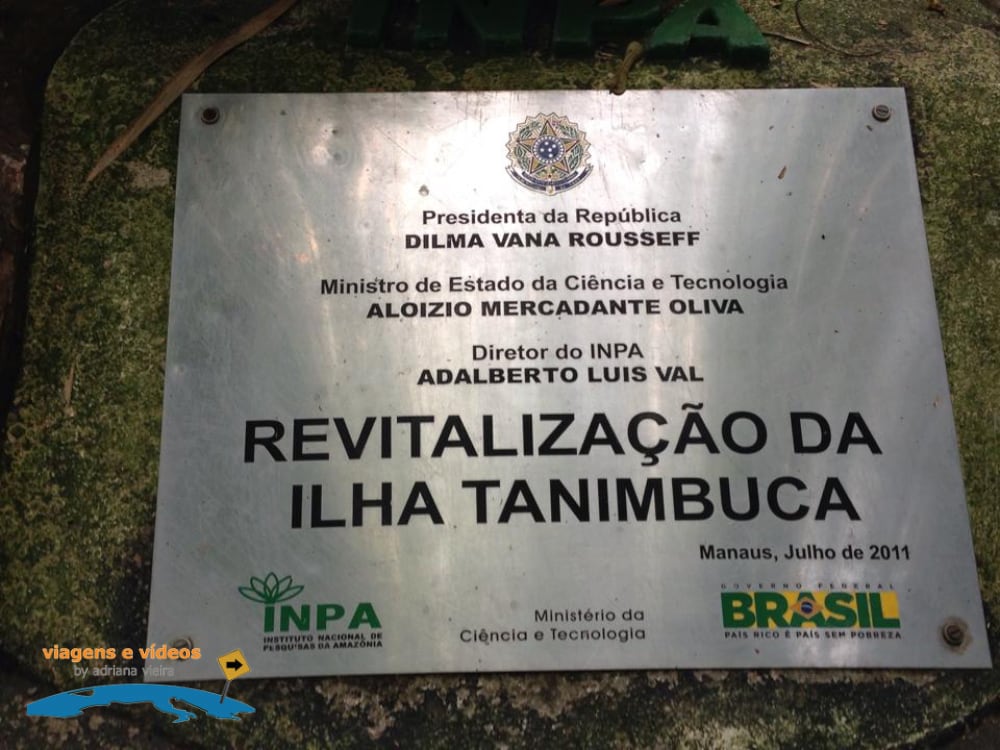 INPA
Presidenta da República
DILMA VANA ROUSSEFF
Ministro de Estado da Ciência e Tecnologia
ALOIZIO MERCADANTE OLIVA
Diretor do INPA
ADALBERTO LUIS VAL
REVITALIZAÇÃO DA
ILHA TANIMBUCA
Manaus, Julho de 2011
INPA
INSTITUTO NACIONAL DE
PESQUISAS DA AMAZÔNIA
Ministério da
Ciência e Tecnologia
GOVERNO FEDERAL
BRASIL
PAÍS RICO É PAÍS SEM POBREZA
viagens e vídeos
by adriana vieira